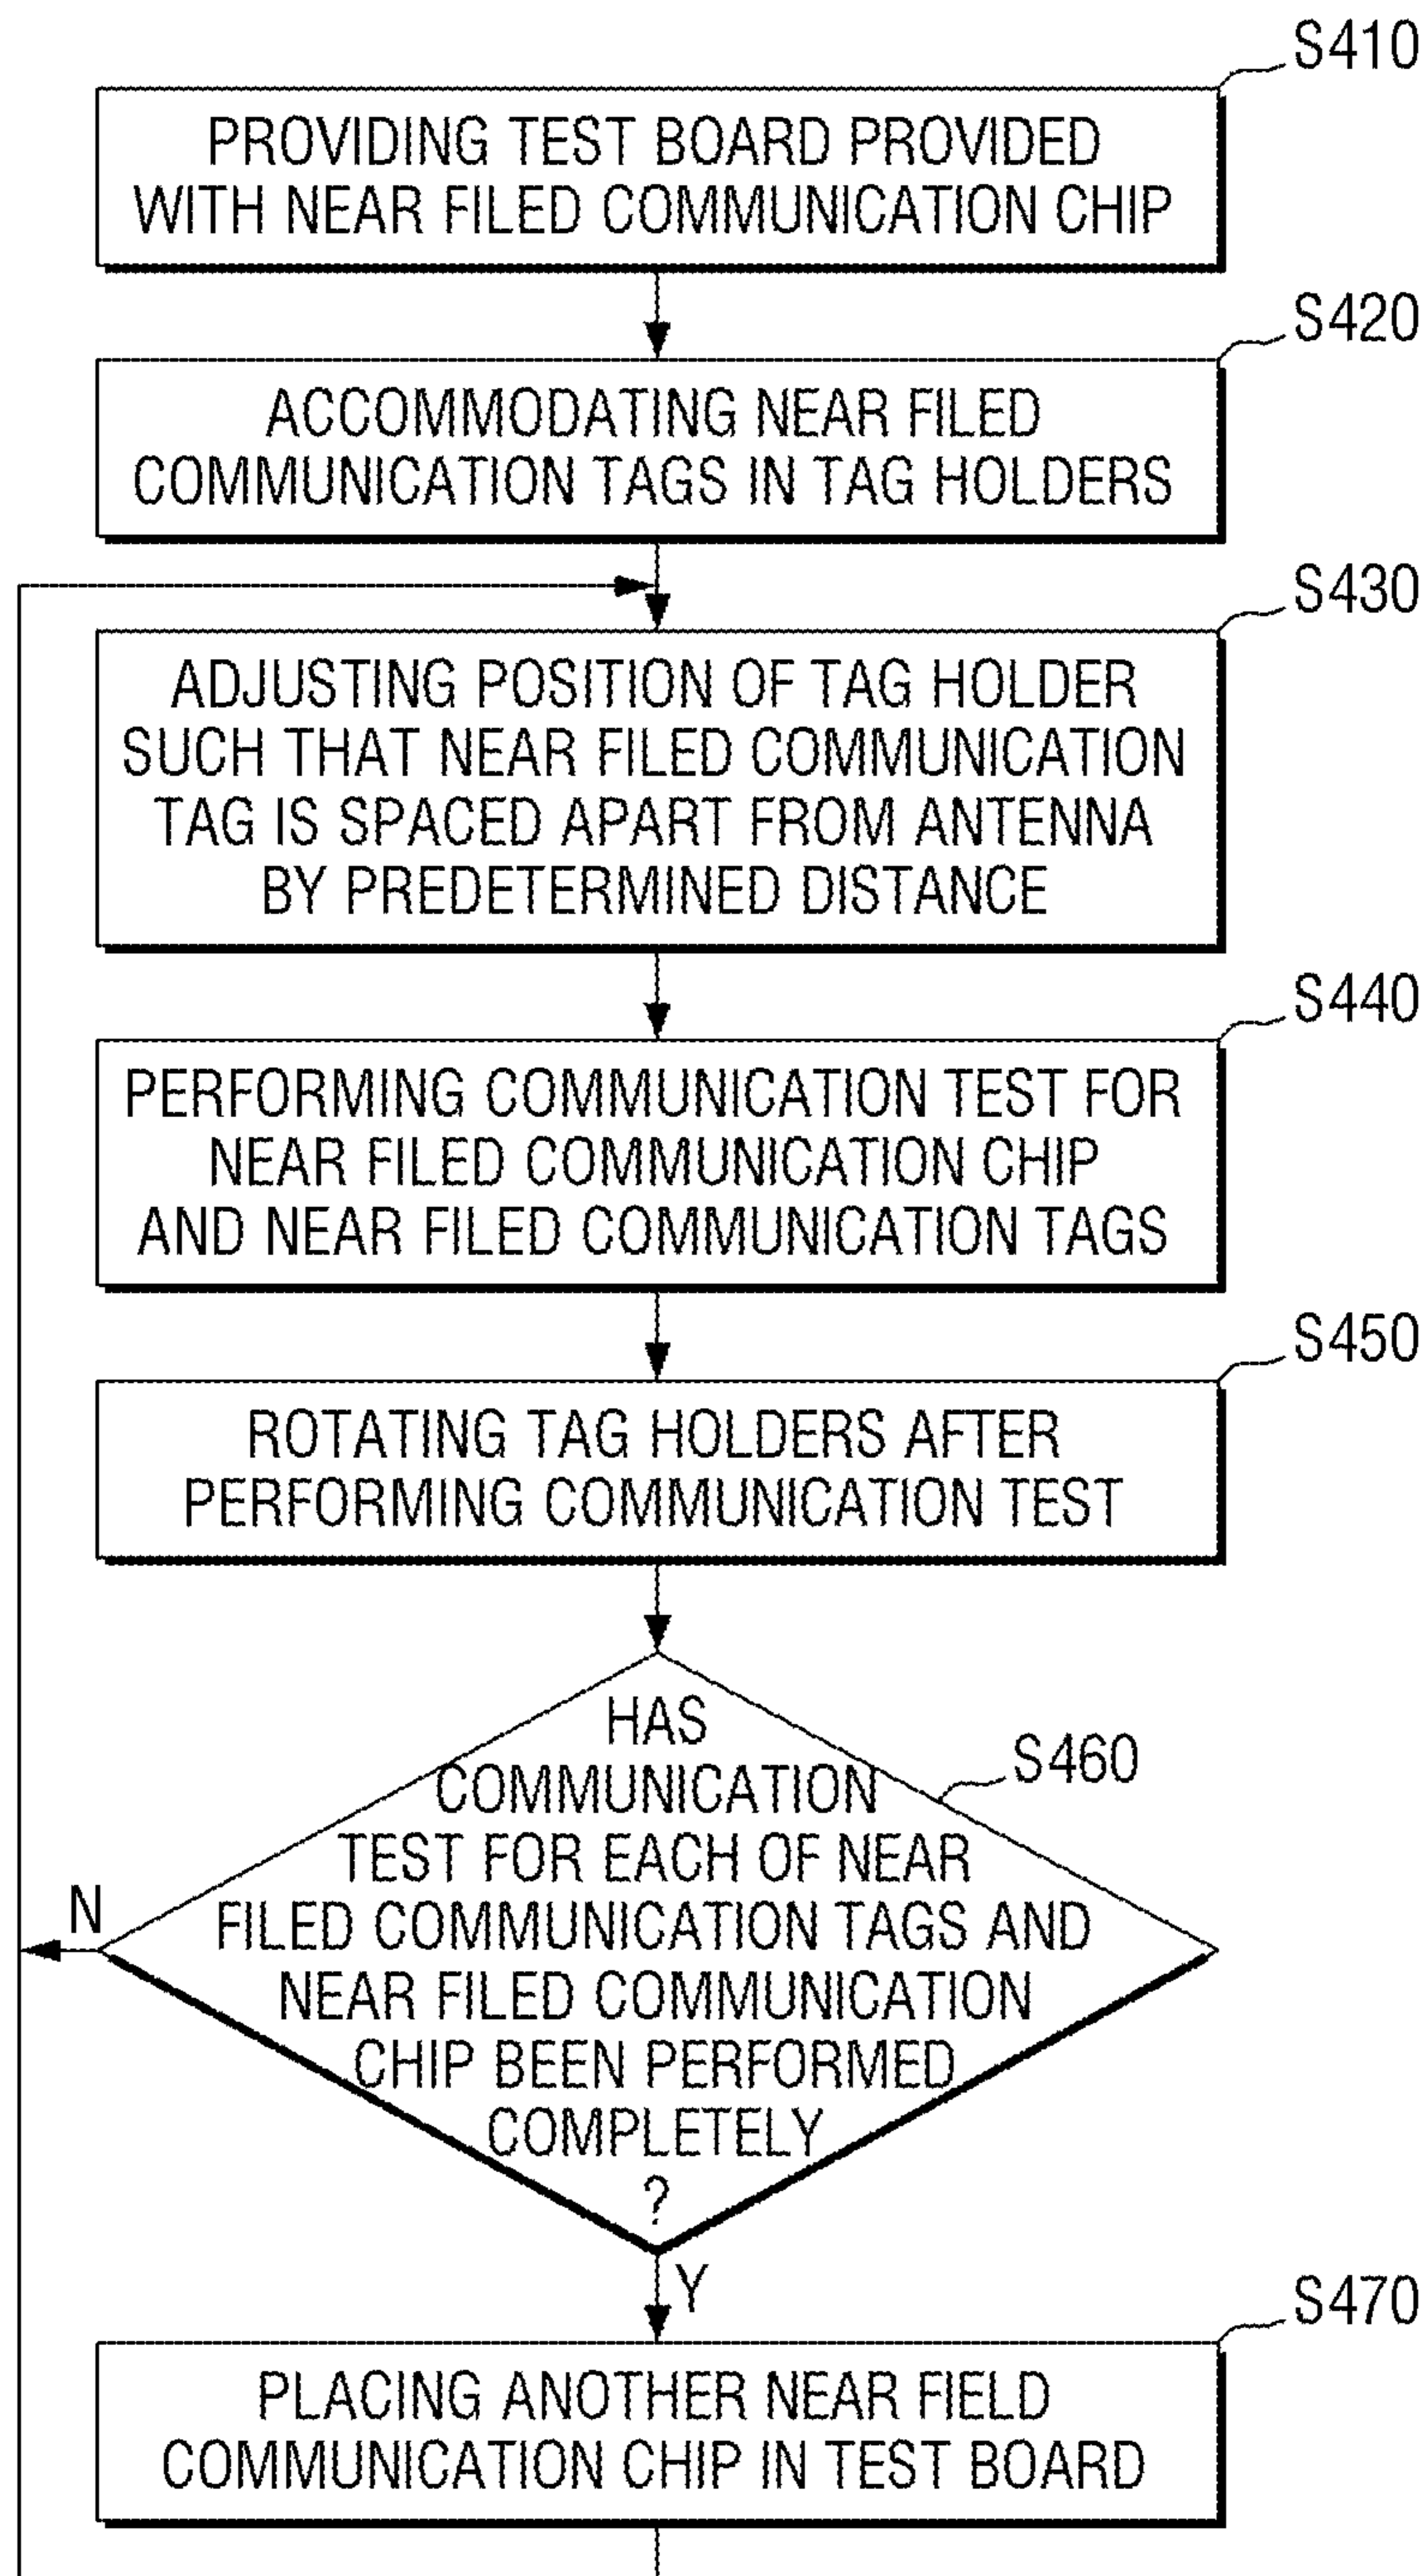 S410
PROVIDING TEST BOARD PROVIDED
WITH NEAR FILED COMMUNICATION CHIP
S420
ACCOMMODATING NEAR FILED
COMMUNICATION TAGS IN TAG HOLDERS
S430
ADJUSTING POSITION OF TAG HOLDER
SUCH THAT NEAR FILED COMMUNICATION
TAG IS SPACED APART FROM ANTENNA
BY PREDETERMINED DISTANCE
S440
PERFORMING COMMUNICATION TEST FOR
NEAR FILED COMMUNICATION CHIP
AND NEAR FILED COMMUNICATION TAGS
S450
ROTATING TAG HOLDERS AFTER
PERFORMING COMMUNICATION TEST
S460
HAS
COMMUNICATION
TEST FOR EACH OF NEAR
FILED COMMUNICATION TAGS AND
NEAR FILED COMMUNICATION
CHIP BEEN PERFORMED
COMPLETELY
?
N
Y
S470
PLACING ANOTHER NEAR FIELD
COMMUNICATION CHIP IN TEST BOARD